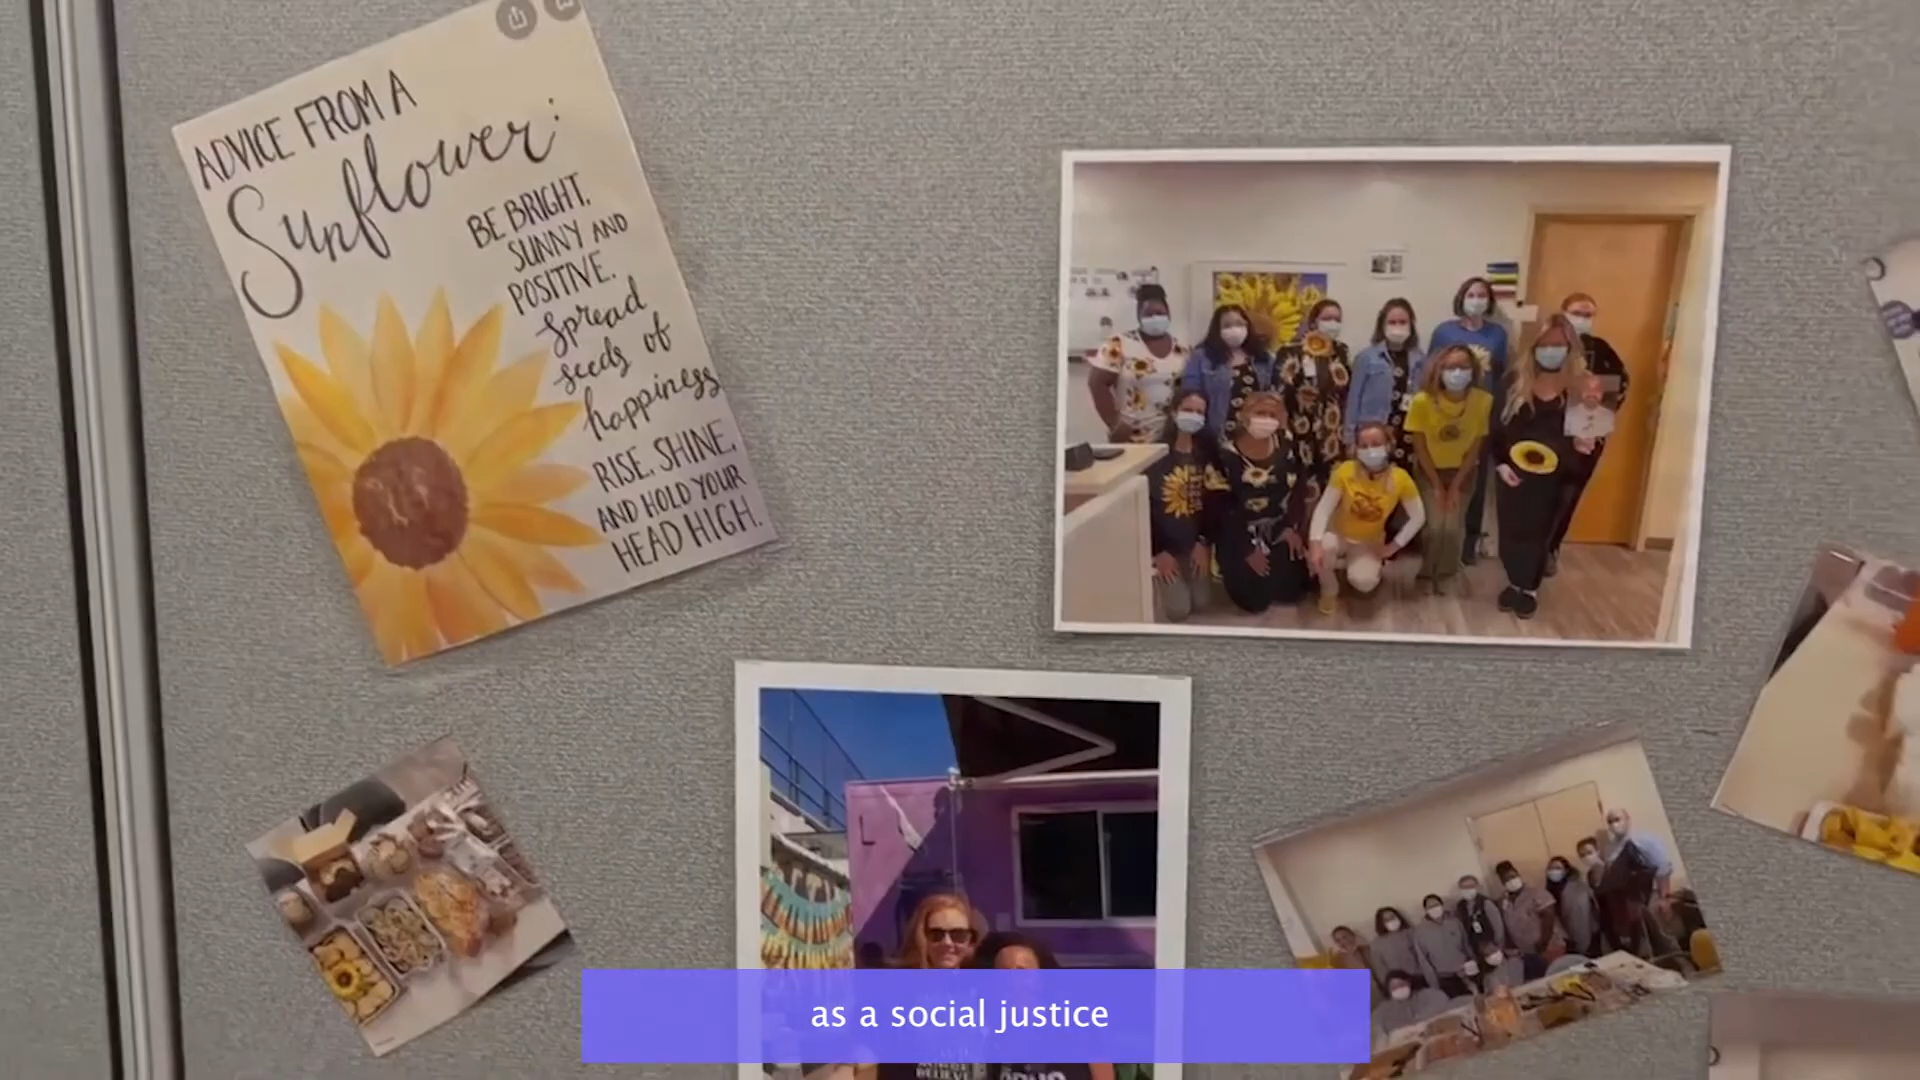 ADVICE FROM A
Sunflower:
BE BRIGHT,
SUNNY AND
POSITIVE.
Spread
seeds of
happiness
RISE, SHINE,
AND HOLD YOUR
HEAD HIGH.
as a social justice
BELIEVE